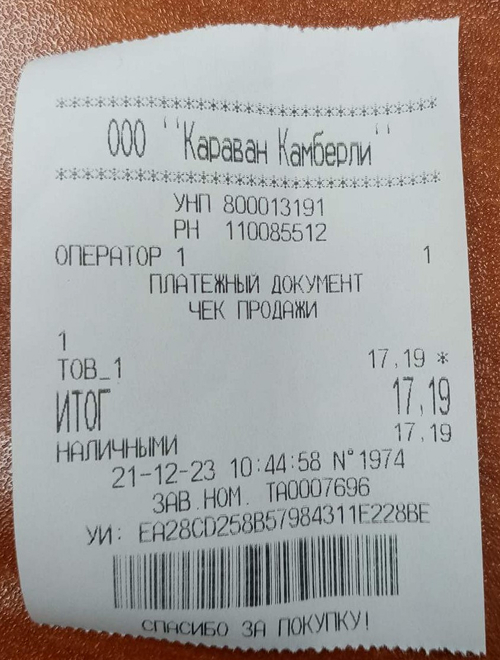 ********************************
ООО "Караван Камберли"
********************************
УНП 800013191
РН 110085512
ОПЕРАТОР 1 1
ПЛАТЕЖНЫЙ ДОКУМЕНТ
ЧЕК ПРОДАЖИ
1
ТОВ_1 17,19 *
ИТОГ 17,19
НАЛИЧНЫМИ 17,19
21-12-23 10:44:58 №1974
ЗАВ.НОМ. ТА0007696
УИ: EA28CD258B57984311E228BE
СПАСИБО ЗА ПОКУПКУ!